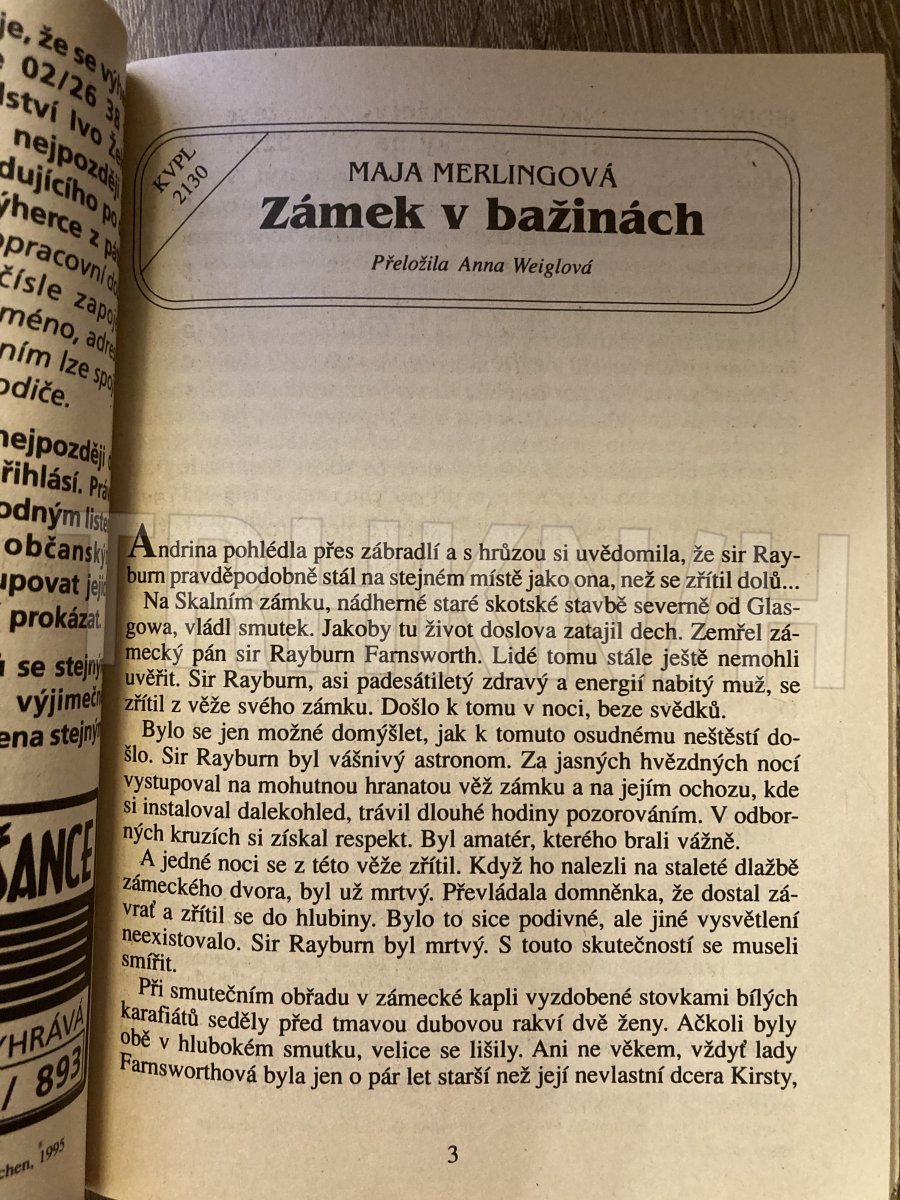 je, že se
02/26 38
Ivo
nejpozději
výherce z
čísle
méno,
ním lze
odiče.
nejpozději
řihlásí.
občanský
prokázat.
se stejným
ŠANCE
VYHRÁVÁ
/ 893
1995
KVPL
2130
MAJA MERLINGOVÁ
Zámek v bažinách
Přeložila Anna Weiglová
Andrina pohlédla přes zábradlí a s hrůzou si uvědomila, že sir Ray-
burn pravděpodobně stál na stejném místě jako ona, než se zřítil dolů...
Na Skalním zámku, nádherné staré skotské stavbě severně od Glas-
gowa, vládl smutek. Jakoby tu život doslova zatajil dech. Zemřel zá-
mecký pán sir Rayburn Farnsworth. Lidé tomu stále ještě nemohli
uvěřit. Sir Rayburn, asi padesátiletý zdravý a energií nabitý muž, se
zřítil z věže svého zámku. Došlo k tomu v noci, beze svědků.
Bylo se jen možné domýšlet, jak k tomuto osudnému neštěstí do-
šlo. Sir Rayburn byl vášnivý astronom. Za jasných hvězdných nocí
vystupoval na mohutnou hranatou věž zámku a na jejím ochozu, kde
si instaloval dalekohled, trávil dlouhé hodiny pozorováním. V odbor-
ných kruzích si získal respekt. Byl amatér, kterého brali vážně.
A jedné noci se z této věže zřítil. Když ho nalezli na staleté dlažbě
zámeckého dvora, byl už mrtvý. Převládala domněnka, že dostal zá-
vrať a zřítil se do hlubiny. Bylo to sice podivné, ale jiné vysvětlení
neexistovalo. Sir Rayburn byl mrtvý. S touto skutečností se museli
smířit.
Při smutečním obřadu v zámecké kapli vyzdobené stovkami bílých
karafiátů seděly před tmavou dubovou rakví dvě ženy. Ačkoli byly
obě v hlubokém smutku, velice se lišily. Ani ne věkem, vždyť lady
Farnsworthová byla jen o pár let starší než její nevlastní dcera Kirsty,
3